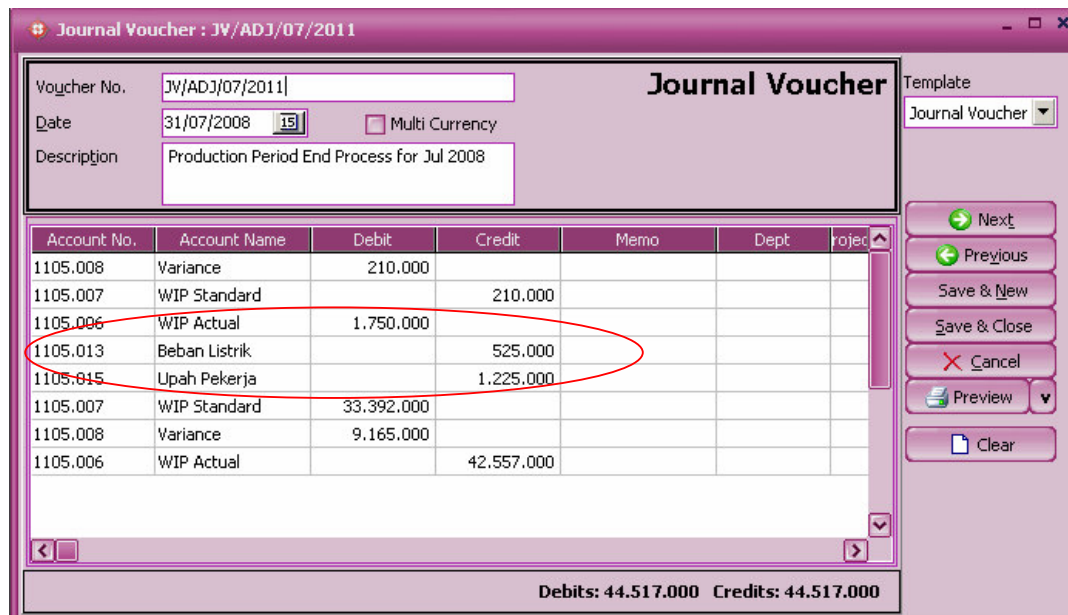 Journal Voucher : JV/ADJ/07/2011
Voucher No. JV/ADJ/07/2011 Journal Voucher
Date 31/07/2008 15 Multi Currency
Description Production Period End Process for Jul 2008
Template
Journal Voucher
Account No. Account Name Debit Credit Memo Dept rojec
1105.008 Variance 210.000
1105.007 WIP Standard 210.000
1105.006 WIP Actual 1.750.000
1105.013 Beban Listrik 525.000
1105.015 Upah Pekerja 1.225.000
1105.007 WIP Standard 33.392.000
1105.008 Variance 9.165.000
1105.006 WIP Actual 42.557.000
Debits: 44.517.000 Credits: 44.517.000
Next
Previous
Save & New
Save & Close
Cancel
Preview
Clear